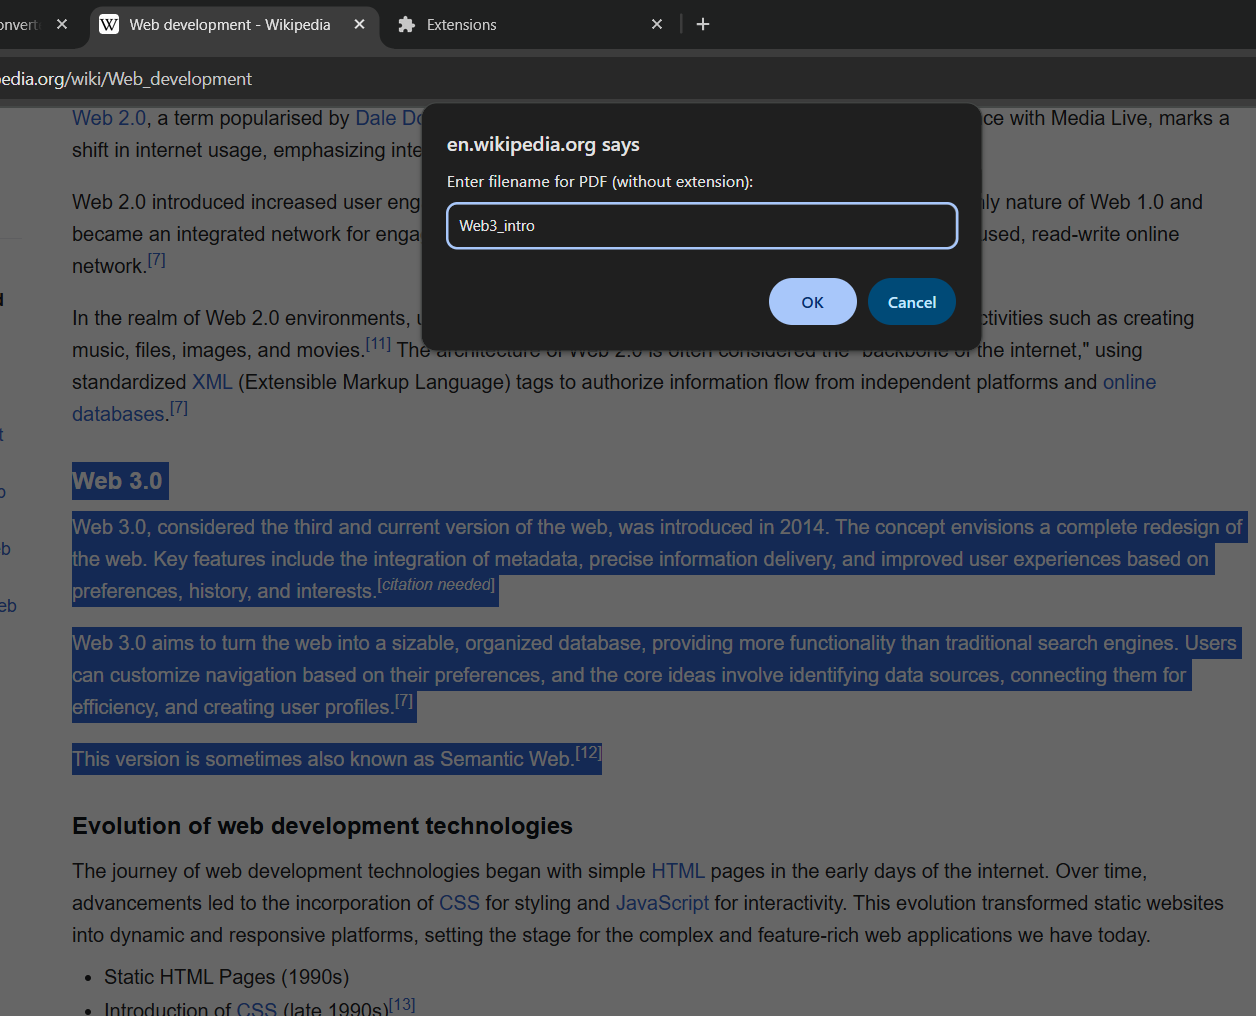 onverte
Web development - Wikipedia
Extensions
edia.org/wiki/Web_development
Web 2.0, a term popularised by Dale Do
ce with Media Live, marks a
shift in internet usage, emphasizing inte
en.wikipedia.org says
Enter filename for PDF (without extension):
Web3_intro
OK
Cancel
Web 2.0 introduced increased user eng
nly nature of Web 1.0 and
became an integrated network for enga
used, read-write online
network.[7]
In the realm of Web 2.0 environments, u
ctivities such as creating
music, files, images, and movies.[11] The architecture of Web 2.0 is often considered the "backbone of the internet," using
standardized XML (Extensible Markup Language) tags to authorize information flow from independent platforms and online
databases.[7]
Web 3.0
Web 3.0, considered the third and current version of the web, was introduced in 2014. The concept envisions a complete redesign of
the web. Key features include the integration of metadata, precise information delivery, and improved user experiences based on
preferences, history, and interests.[citation needed]
Web 3.0 aims to turn the web into a sizable, organized database, providing more functionality than traditional search engines. Users
can customize navigation based on their preferences, and the core ideas involve identifying data sources, connecting them for
efficiency, and creating user profiles.[7]
This version is sometimes also known as Semantic Web.[12]
Evolution of web development technologies
The journey of web development technologies began with simple HTML pages in the early days of the internet. Over time,
advancements led to the incorporation of CSS for styling and JavaScript for interactivity. This evolution transformed static websites
into dynamic and responsive platforms, setting the stage for the complex and feature-rich web applications we have today.
• Static HTML Pages (1990s)
• Introduction of CSS (late 1990s)[13]